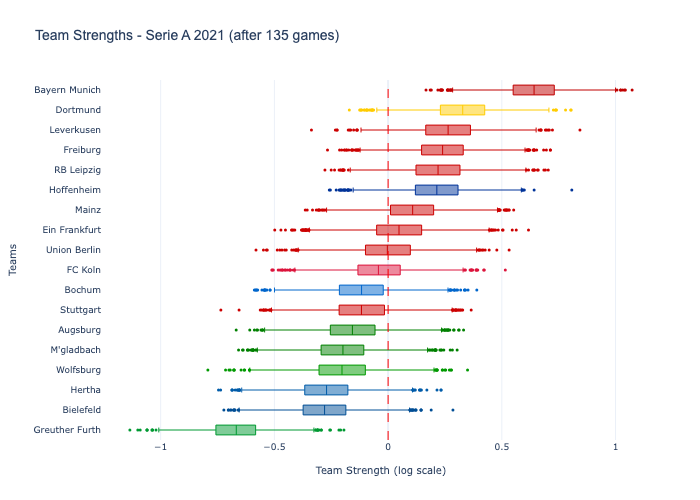 Team Strengths - Serie A 2021 (after 135 games)
Bayern Munich
Dortmund
Leverkusen
Freiburg
RB Leipzig
Hoffenheim
Mainz
Ein Frankfurt
Union Berlin
FC Koln
Bochum
Stuttgart
Augsburg
M'gladbach
Wolfsburg
Hertha
Bielefeld
Greuther Furth
Teams
−1
−0.5
0
0.5
1
Team Strength (log scale)